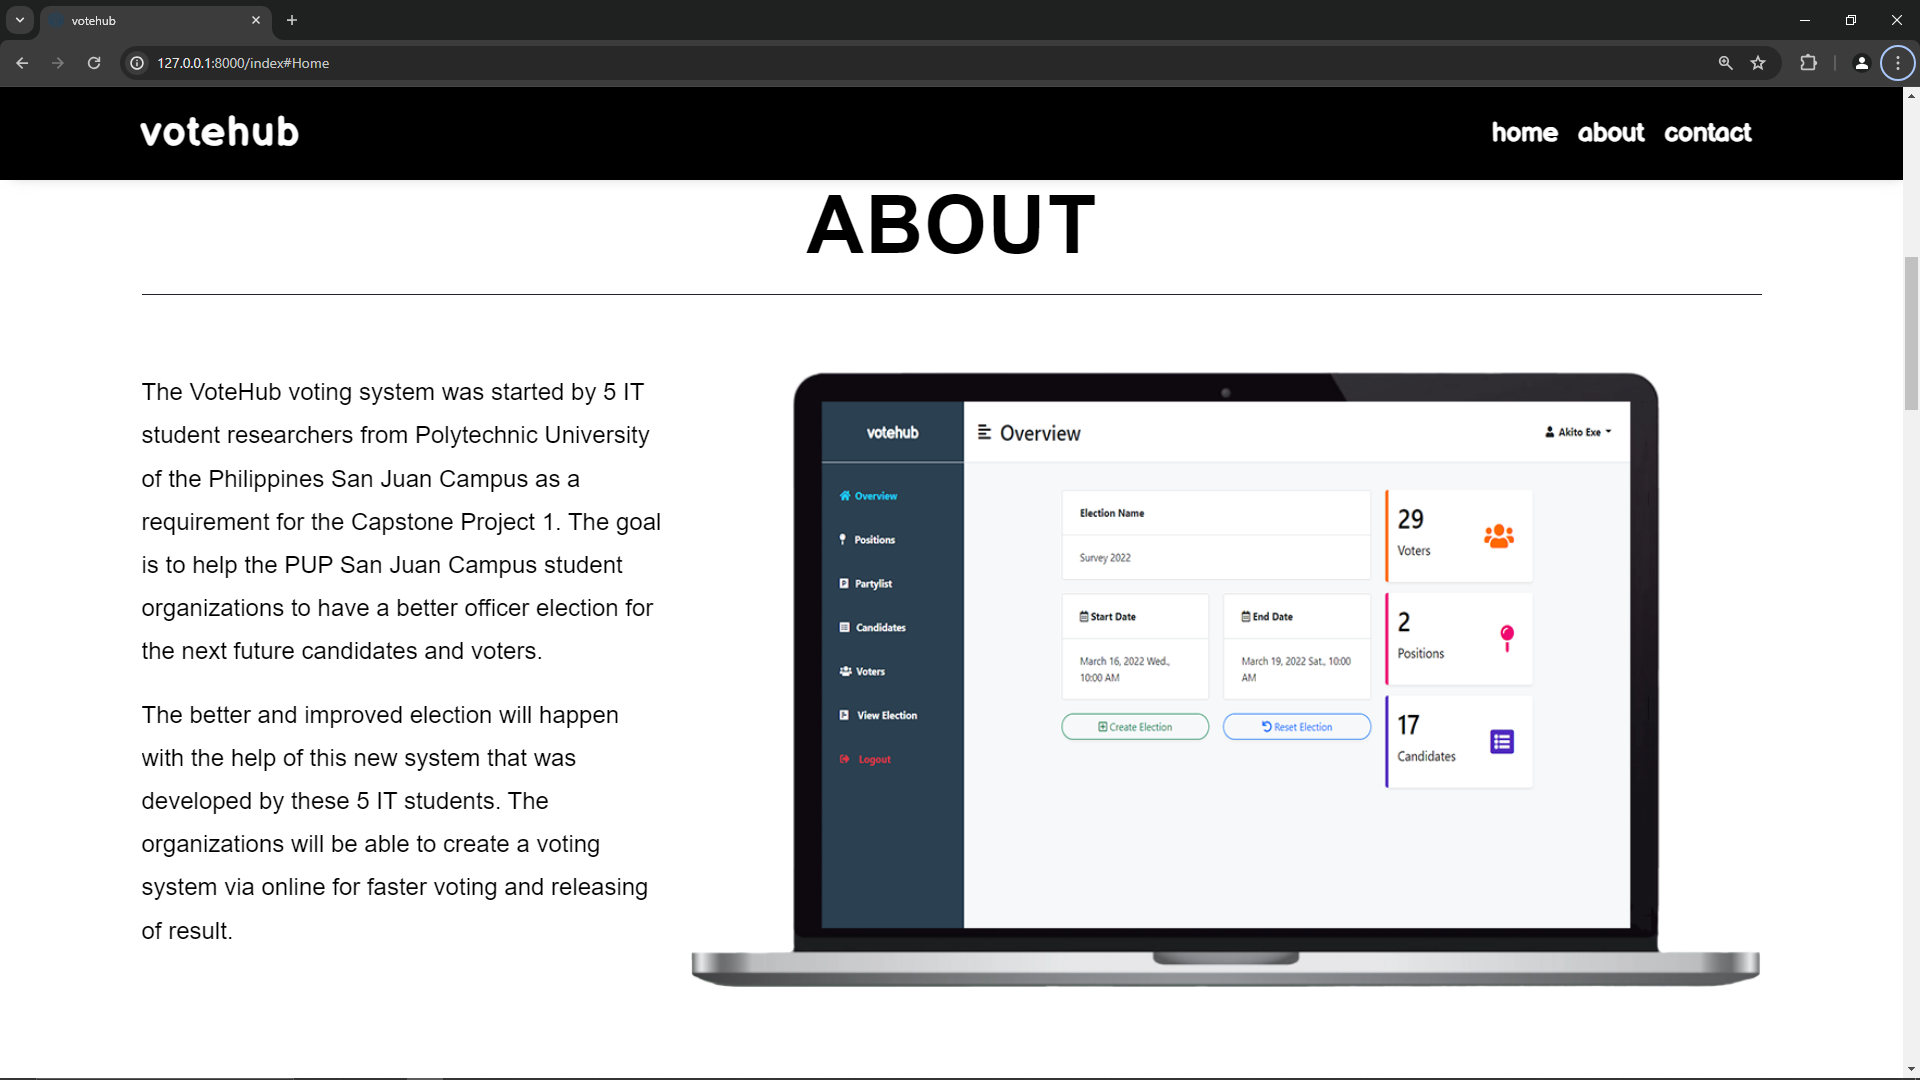 votehub
127.0.0.1:8000/index#Home
votehub
home about contact
ABOUT
The VoteHub voting system was started by 5 IT
student researchers from Polytechnic University
of the Philippines San Juan Campus as a
requirement for the Capstone Project 1. The goal
is to help the PUP San Juan Campus student
organizations to have a better officer election for
the next future candidates and voters.
The better and improved election will happen
with the help of this new system that was
developed by these 5 IT students. The
organizations will be able to create a voting
system via online for faster voting and releasing
of result.
votehub
Overview
Positions
Partylist
Candidates
Voters
View Election
Logout
Overview
Akito Exe
Election Name
Survey 2022
Start Date
March 16, 2022 Wed.,
10:00 AM
End Date
March 19, 2022 Sat., 10:00
AM
Create Election
Reset Election
29
Voters
2
Positions
17
Candidates